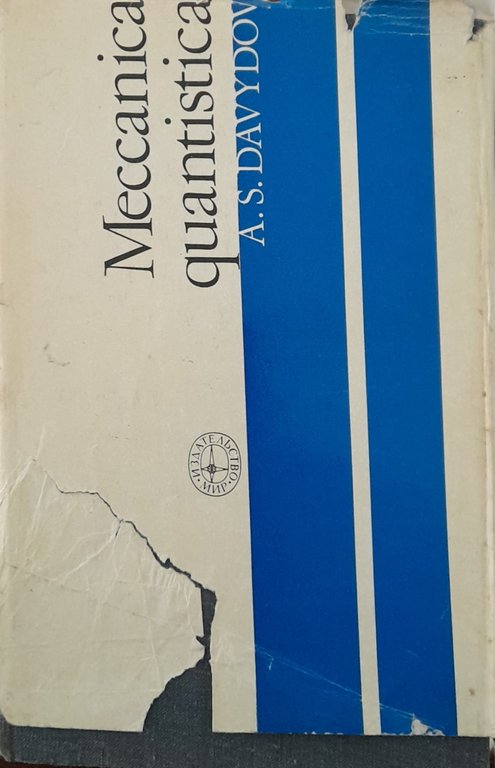 Meccanica
quantistica
A. S. DAVYDOV
ИЗДАТЕЛЬСТВО
• МИР •